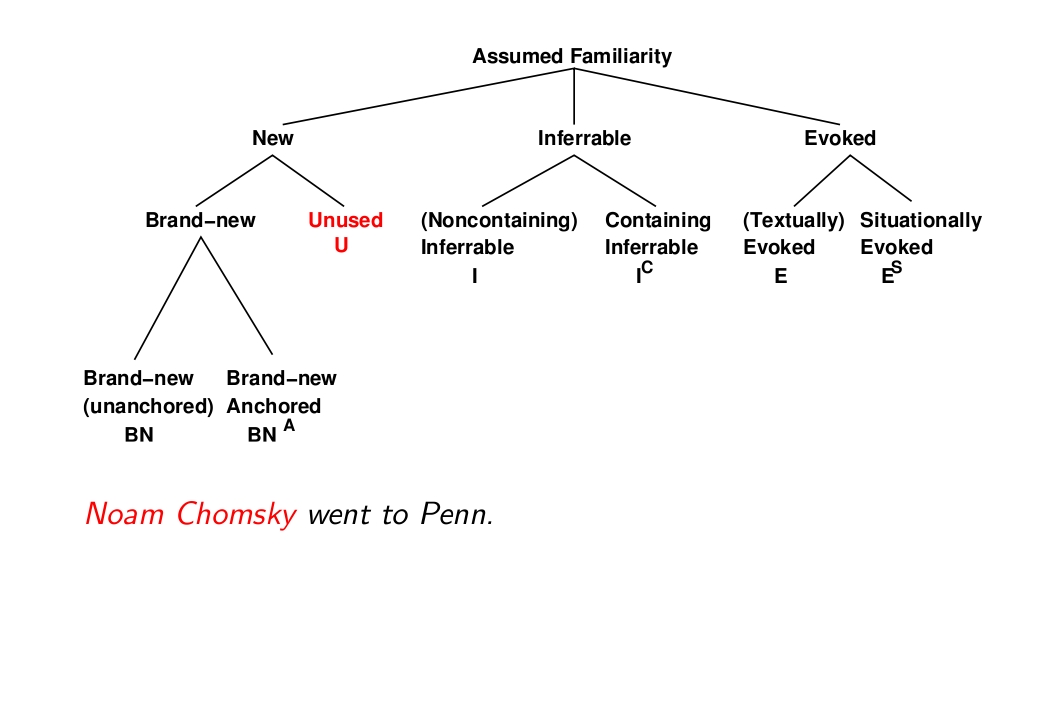 Assumed Familiarity
New Inferrable Evoked
Brand–new Unused (Noncontaining) Containing (Textually) Situationally
U Inferrable Inferrable Evoked Evoked
I I^C E E^S
Brand–new Brand–new
(unanchored) Anchored
BN BN^A
Noam Chomsky went to Penn.